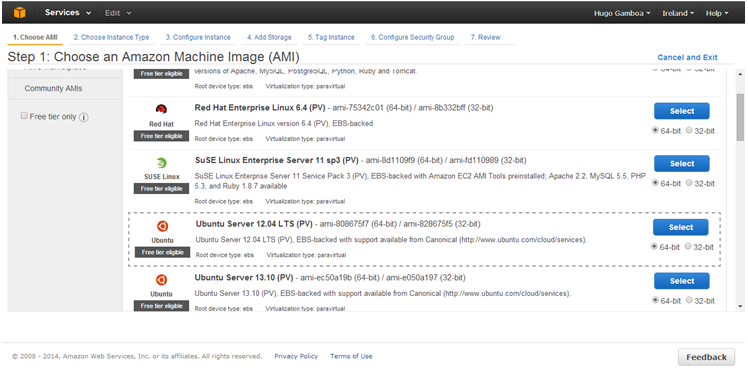 Services Edit Hugo Gamboa Ireland Help
1. Choose AMI 2. Choose Instance Type 3. Configure Instance 4. Add Storage 5. Tag Instance 6. Configure Security Group 7. Review
Step 1: Choose an Amazon Machine Image (AMI) Cancel and Exit
Free tier eligible versions of Apache, MySQL, PostgreSQL, Python, Ruby and Tomcat. 64-bit 32-bit
Root device type: ebs Virtualization type: paravirtual
Community AMIs
Free tier only
Red Hat
Free tier eligible
Red Hat Enterprise Linux 6.4 (PV) - ami-75342c01 (64-bit) / ami-8b332bff (32-bit)
Red Hat Enterprise Linux version 6.4 (PV), EBS-backed
Root device type: ebs Virtualization type: paravirtual
Select
64-bit 32-bit
SUSE Linux
Free tier eligible
SuSE Linux Enterprise Server 11 sp3 (PV) - ami-8d1109f9 (64-bit) / ami-fd110989 (32-bit)
SuSE Linux Enterprise Server 11 Service Pack 3 (PV), EBS-backed with Amazon EC2 AMI Tools preinstalled; Apache 2.2, MySQL 5.5, PHP
5.3, and Ruby 1.8.7 available
Root device type: ebs Virtualization type: paravirtual
Select
64-bit 32-bit
Ubuntu
Free tier eligible
Ubuntu Server 12.04 LTS (PV) - ami-808675f7 (64-bit) / ami-828675f5 (32-bit)
Ubuntu Server 12.04 LTS (PV), EBS-backed with support available from Canonical (http://www.ubuntu.com/cloud/services).
Root device type: ebs Virtualization type: paravirtual
Select
64-bit 32-bit
Ubuntu
Free tier eligible
Ubuntu Server 13.10 (PV) - ami-ec50a19b (64-bit) / ami-e050a197 (32-bit)
Ubuntu Server 13.10 (PV), EBS-backed with support available from Canonical (http://www.ubuntu.com/cloud/services).
Root device type: ebs Virtualization type: paravirtual
Select
64-bit 32-bit
© 2008 - 2014, Amazon Web Services, Inc. or its affiliates. All rights reserved. Privacy Policy Terms of Use Feedback